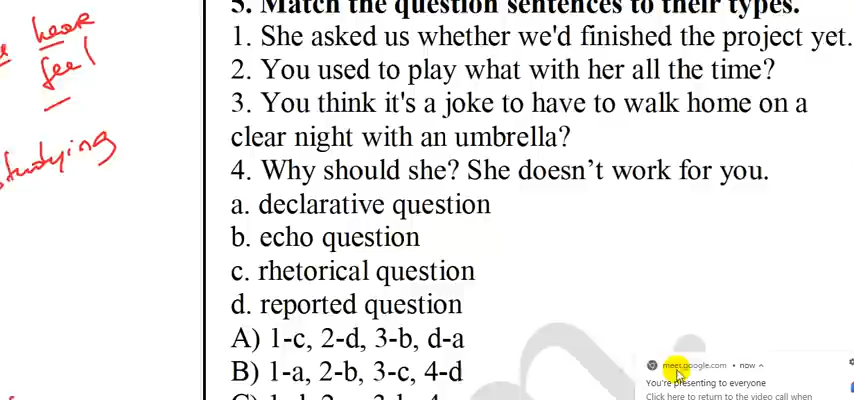 5. Match the question sentences to their types.
1. She asked us whether we'd finished the project yet.
2. You used to play what with her all the time?
3. You think it's a joke to have to walk home on a
clear night with an umbrella?
4. Why should she? She doesn't work for you.
a. declarative question
b. echo question
c. rhetorical question
d. reported question
A) 1-c, 2-d, 3-b, d-a
B) 1-a, 2-b, 3-c, 4-d
hear
feel
studying
meet.google.com • now
You're presenting to everyone
Click here to return to the video call when